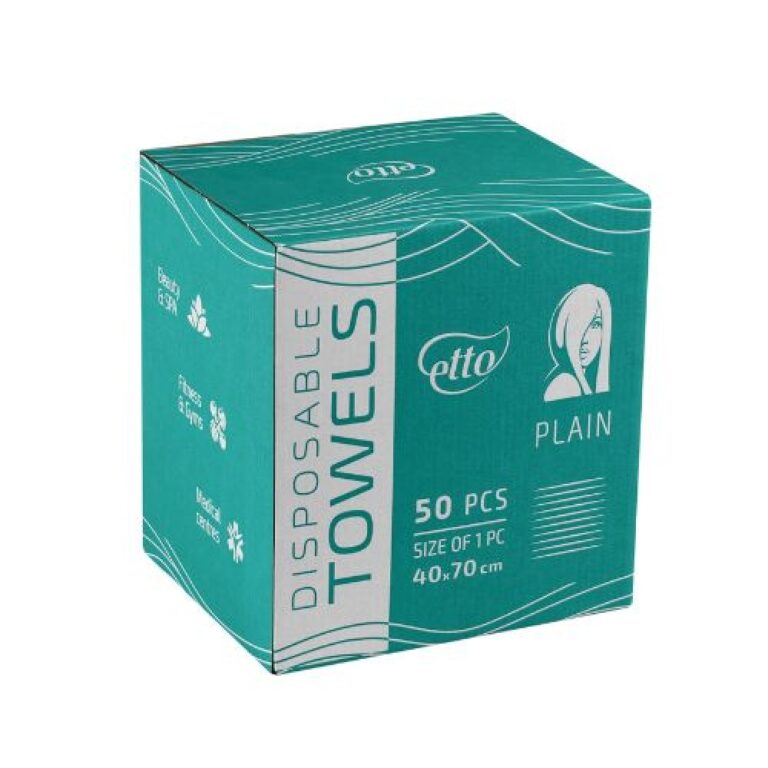 etto
Beauty
& SPA
Fitness
& Gyms
Medical
centres
DISPOSABLE
TOWELS
etto
PLAIN
50 PCS
SIZE OF 1 PC
40x70 cm